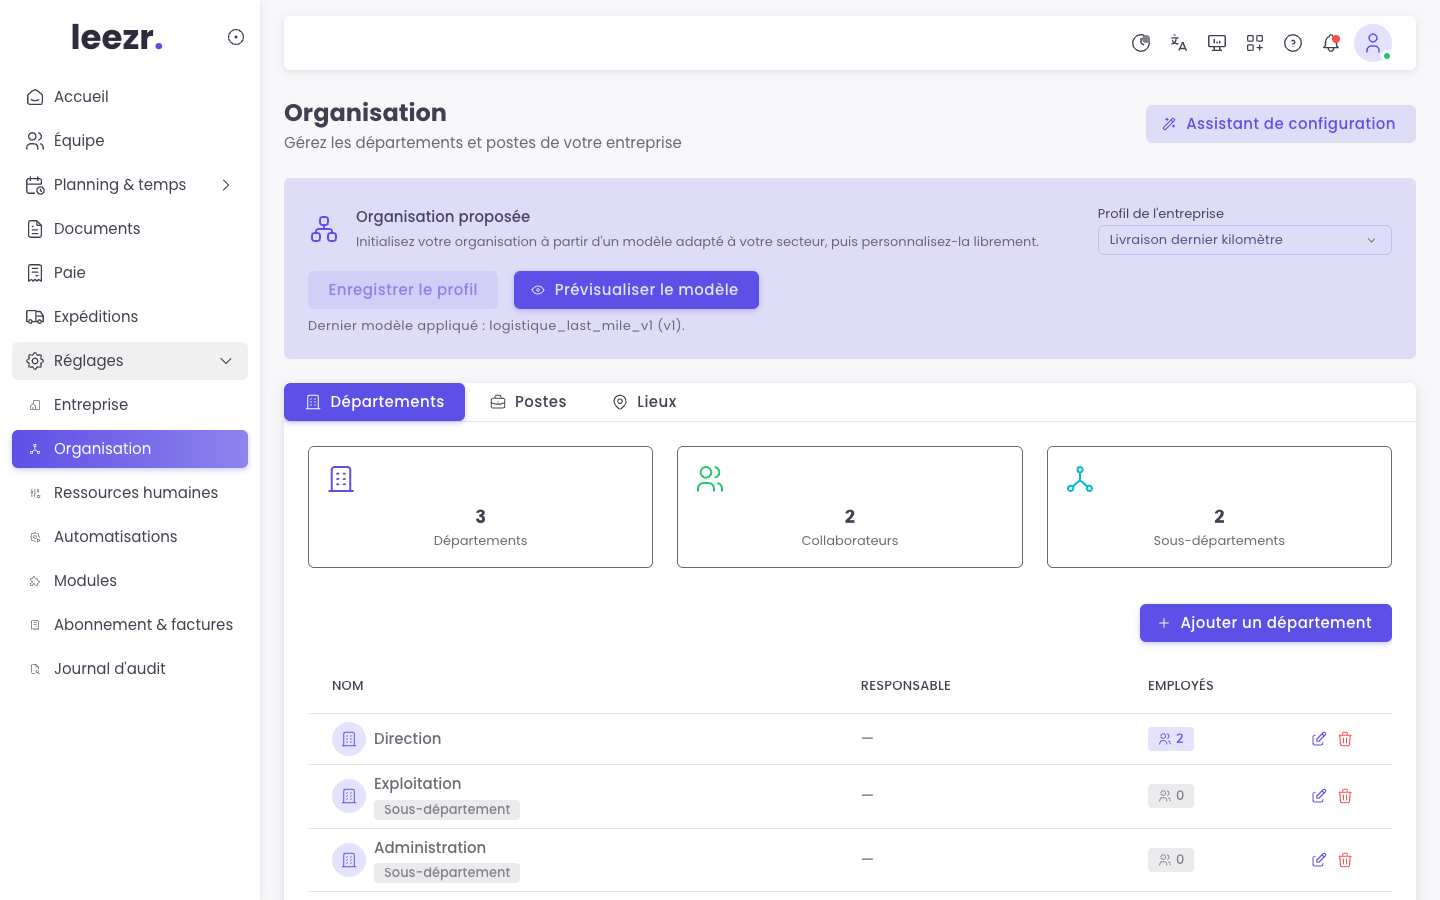 leezr.
Accueil
Équipe
Planning & temps
Documents
Paie
Expéditions
Réglages
Entreprise
Organisation
Ressources humaines
Automatisations
Modules
Abonnement & factures
Journal d'audit
Organisation
Gérez les départements et postes de votre entreprise
Assistant de configuration
Organisation proposée
Initialisez votre organisation à partir d'un modèle adapté à votre secteur, puis personnalisez-la librement.
Profil de l'entreprise
Livraison dernier kilomètre
Enregistrer le profil
Prévisualiser le modèle
Dernier modèle appliqué : logistique_last_mile_v1 (v1).
Départements
Postes
Lieux
3
Départements
2
Collaborateurs
2
Sous-départements
Ajouter un département
NOM RESPONSABLE EMPLOYÉS
Direction — 2
Exploitation
Sous-département
— 0
Administration
Sous-département
— 0